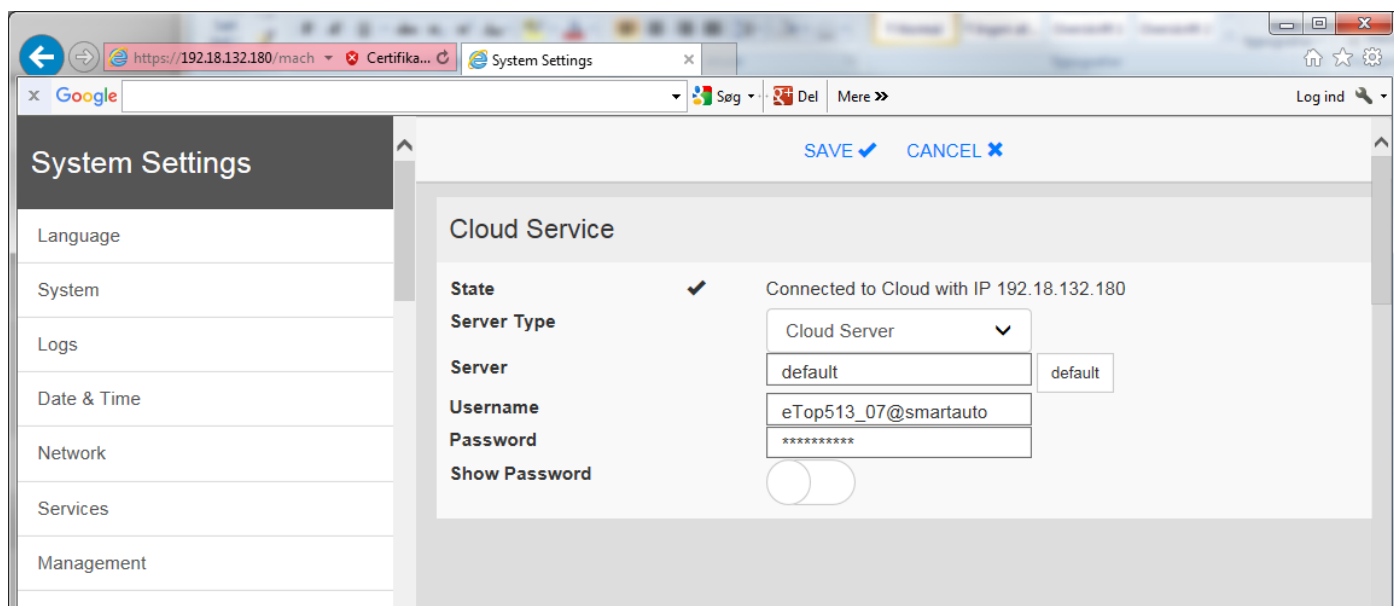 https://192.18.132.180/mach
Certifika...
System Settings
x Google
Søg
Del
Mere »
Log ind
System Settings
SAVE
CANCEL
Language
System
Logs
Date & Time
Network
Services
Management
Cloud Service
State
Connected to Cloud with IP 192.18.132.180
Server Type
Cloud Server
Server
default
default
Username
eTop513_07@smartauto
Password
**********
Show Password